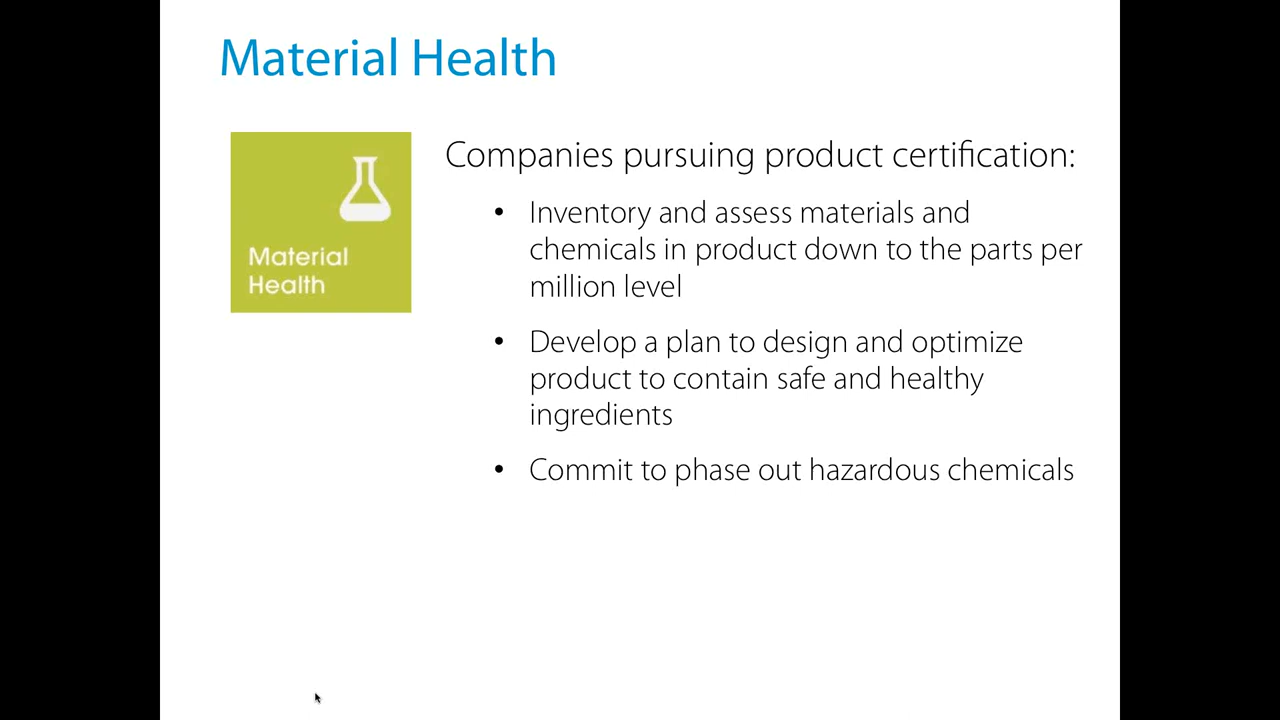 Material Health
Material
Health
Companies pursuing product certification:
• Inventory and assess materials and
chemicals in product down to the parts per
million level
• Develop a plan to design and optimize
product to contain safe and healthy
ingredients
• Commit to phase out hazardous chemicals